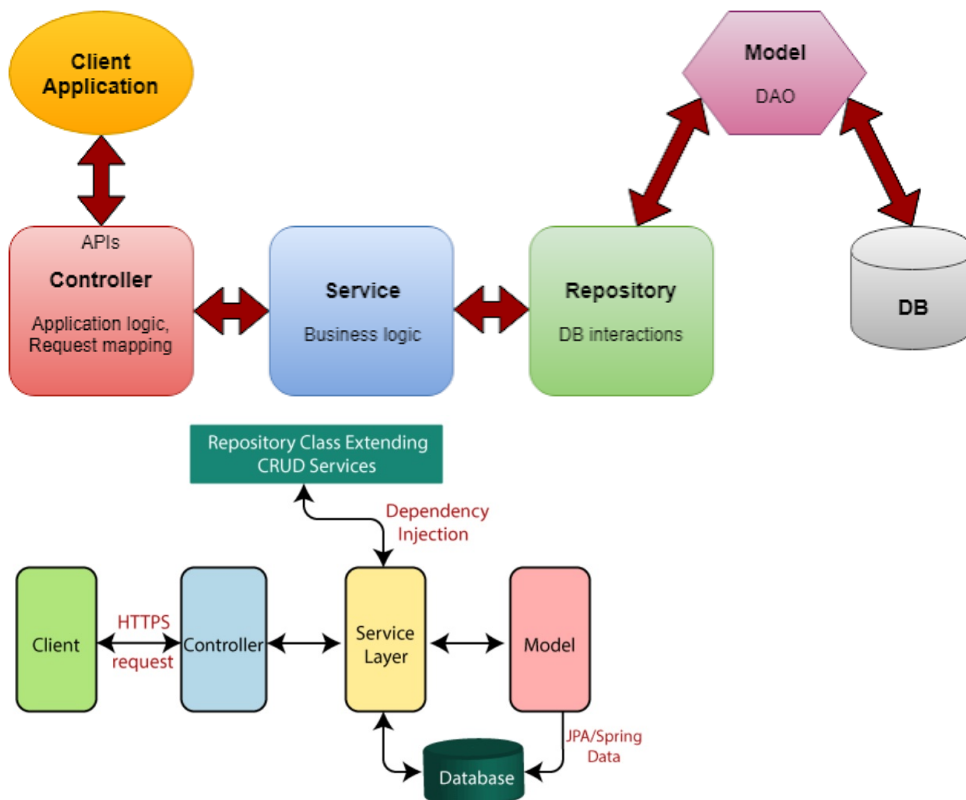 Client
Application
Model
DAO
APIs
Controller
Application logic,
Request mapping
Service
Business logic
Repository
DB interactions
DB
Repository Class Extending
CRUD Services
Dependency
Injection
Client
HTTPS
request
Controller
Service
Layer
Model
JPA/Spring
Data
Database